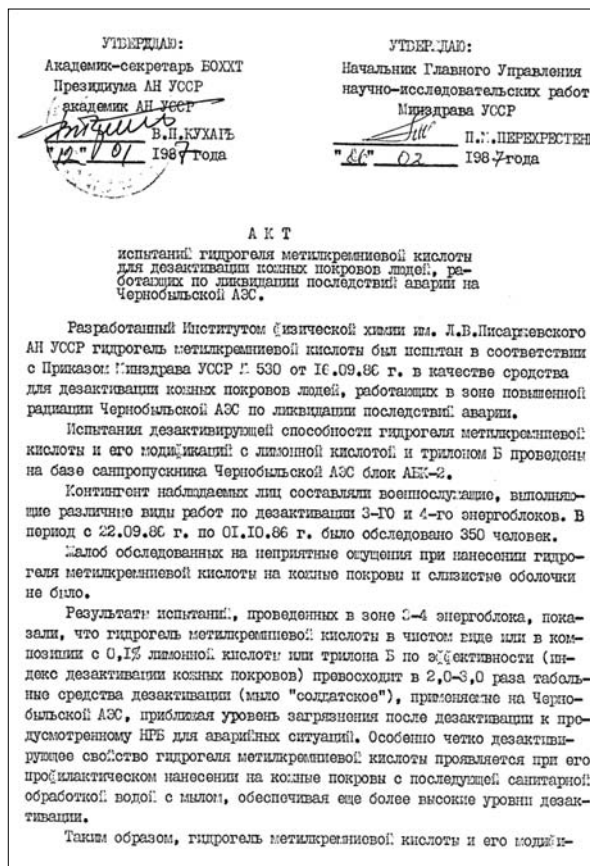 УТВЕРЖДАЮ:
Академик-секретарь БОХХТ
Президиума АН УССР
академик АН УССР
В.П.КУХАРЬ
"12" 01 1987 года
УТВЕРЖДАЮ:
Начальник Главного Управления
научно-исследовательских работ
Минздрава УССР
П.М.ПЕРЕХРЕСТЕН
"26" 02 1987 года
А К Т
испытаний гидрогеля метилкремниевой кислоты
для дезактивации кожных покровов людей, ра-
ботающих по ликвидации последствий аварии на
Чернобыльской АЭС.
Разработанный Институтом физической химии им. Л.В.Писаржевского
АН УССР гидрогель метилкремниевой кислоты был испытан в соответствии
с Приказом Минздрава УССР № 530 от 16.09.86 г. в качестве средства
для дезактивации кожных покровов людей, работающих в зоне повышенной
радиации Чернобыльской АЭС по ликвидации последствий аварии.
Испытания дезактивирующей способности гидрогеля метилкремниевой
кислоты и его модификаций с лимонной кислотой и трилоном Б проведены
на базе санпропускника Чернобыльской АЭС блок АБК-2.
Контингент наблюдаемых лиц составляли военнослужащие, выполняю-
щие различные виды работ по дезактивации 3-ГО и 4-го энергоблоков. В
период с 22.09.86 г. по 01.10.86 г. было обследовано 350 человек.
Жалоб обследованных на неприятные ощущения при нанесении гидро-
геля метилкремниевой кислоты на кожные покровы и слизистые оболочки
не было.
Результаты испытаний, проведенных в зоне 3-4 энергоблока, пока-
зали, что гидрогель метилкремниевой кислоты в чистом виде или в ком-
позиции с 0,1% лимонной кислоты или трилона Б по эффективности (ин-
декс дезактивации кожных покровов) превосходит в 2,0-3,0 раза табель-
ные средства дезактивации (мыло "солдатское"), применяемые на Черно-
быльской АЭС, приближая уровень загрязнения после дезактивации к пре-
дусмотренному НРБ для аварийных ситуаций. Особенно четко дезактиви-
рующее свойство гидрогеля метилкремниевой кислоты проявляется при его
профилактическом нанесении на кожные покровы с последующей санитарной
обработкой водой с мылом, обеспечивая еще более высокие уровни дезак-
тивации.
Таким образом, гидрогель метилкремниевой кислоты и его модифи-